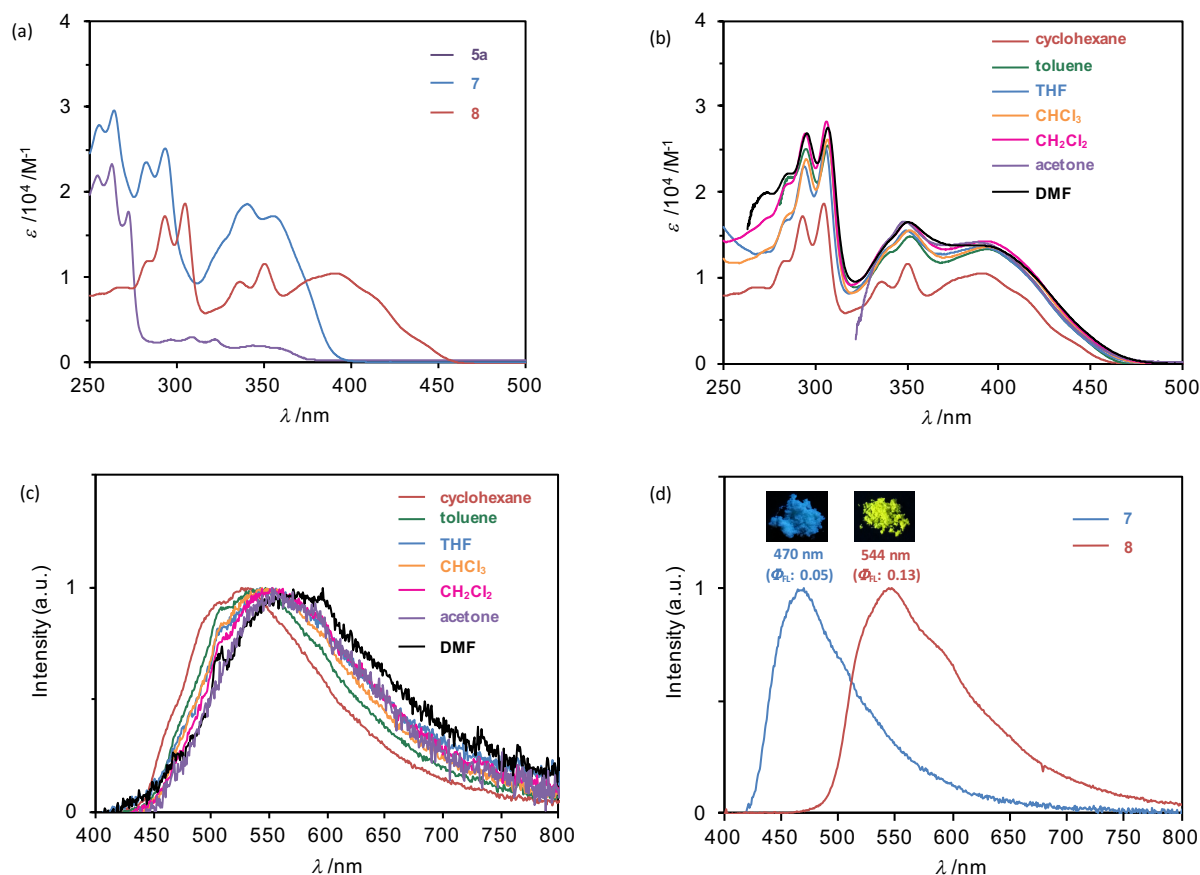 (a)
4
3
2
1
0
ε /10⁴ /M⁻¹
5a
7
8
250 300 350 400 450 500
λ /nm
(b)
4
3
2
1
0
ε /10⁴ /M⁻¹
cyclohexane
toluene
THF
CHCl₃
CH₂Cl₂
acetone
DMF
250 300 350 400 450 500
λ /nm
(c)
1
0
Intensity (a.u.)
cyclohexane
toluene
THF
CHCl₃
CH₂Cl₂
acetone
DMF
400 450 500 550 600 650 700 750 800
λ /nm
(d)
1
0
Intensity (a.u.)
470 nm
(Φ_FL: 0.05)
544 nm
(Φ_FL: 0.13)
7
8
400 450 500 550 600 650 700 750 800
λ /nm